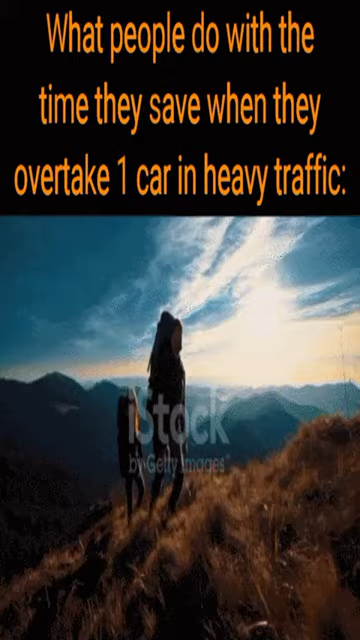 What people do with the
time they save when they
overtake 1 car in heavy traffic:
iStock
by Getty Images